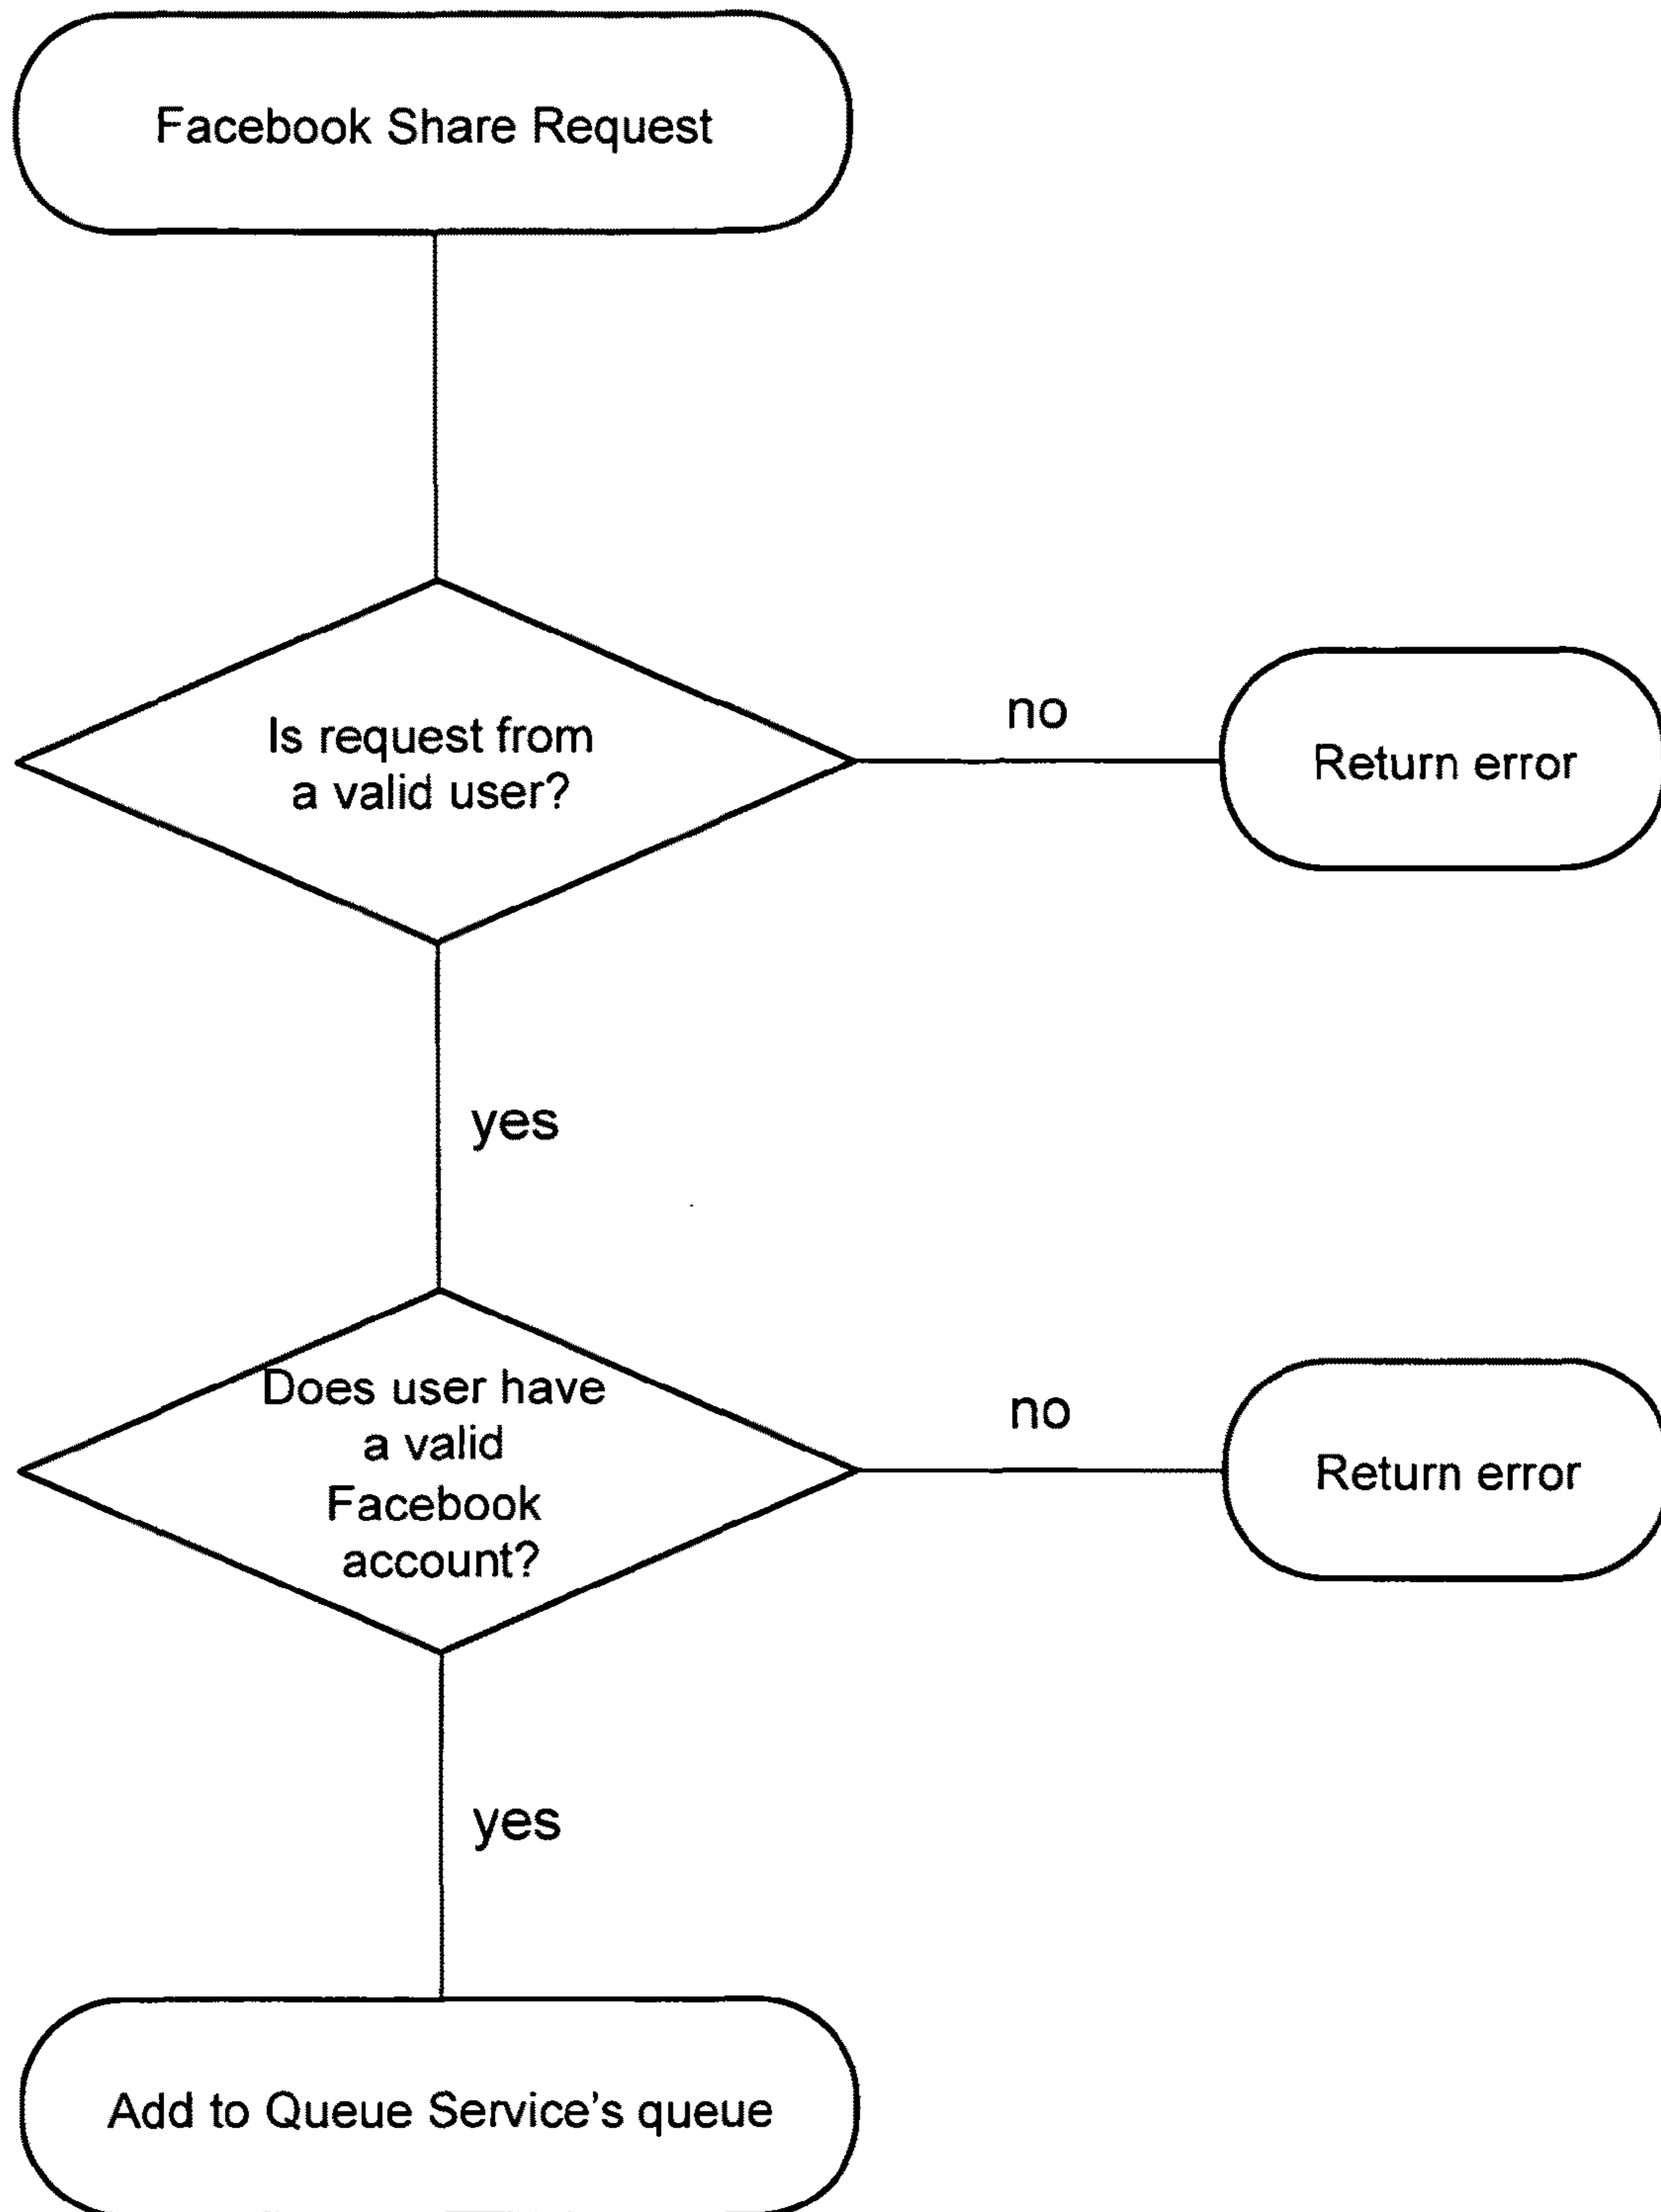 Facebook Share Request
Is request from
a valid user?
no
Return error
yes
Does user have
a valid
Facebook
account?
no
Return error
yes
Add to Queue Service’s queue